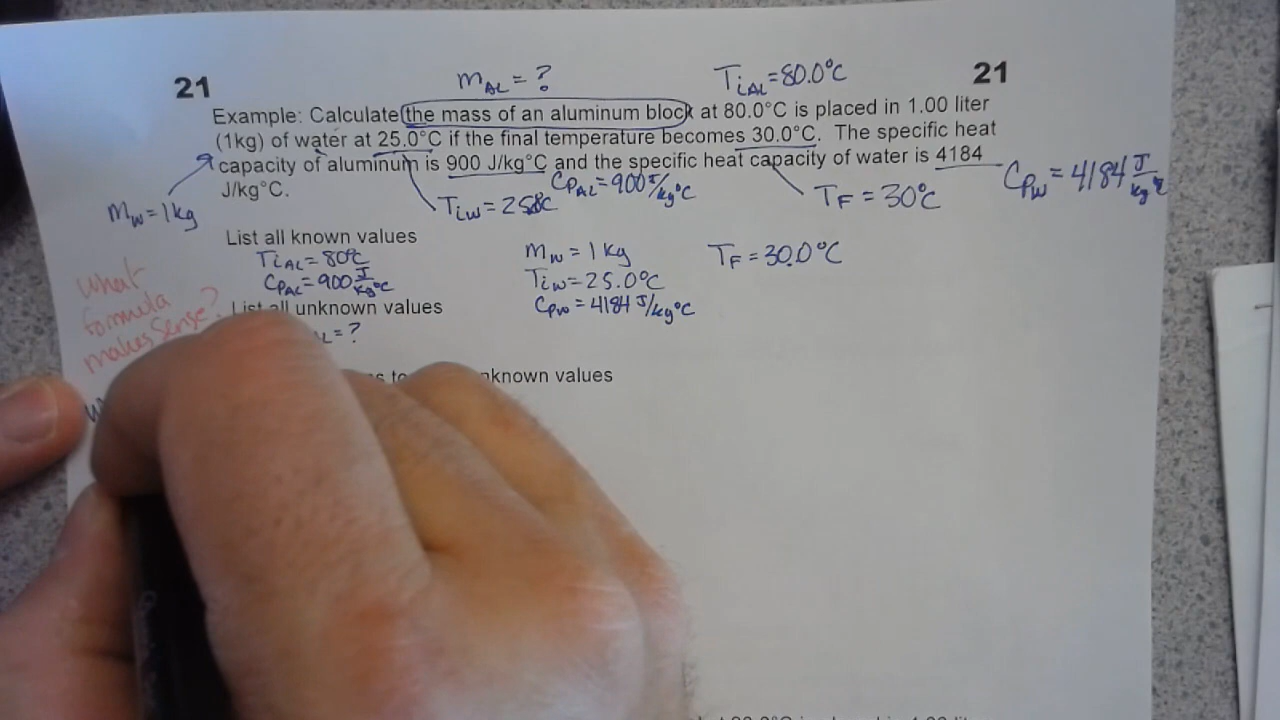 21
m_AL = ?
T_iAL = 80.0°C
21
Example: Calculate the mass of an aluminum block at 80.0°C is placed in 1.00 liter
(1kg) of water at 25.0°C if the final temperature becomes 30.0°C. The specific heat
capacity of aluminum is 900 J/kg°C and the specific heat capacity of water is 4184
J/kg°C.
C_PAL = 900 J/kg°C
C_PW = 4184 J/kg°C
T_F = 30°C
T_iW =
m_W = 1kg
List all known values
T_iAL = 80°C
C_PAL = 900 J/kg°C
m_W = 1 kg
T_iW = 25.0°C
C_PW = 4184 J/kg°C
T_F = 30.0°C
What
formula
makes sense?
List all unknown values
= ?
unknown values